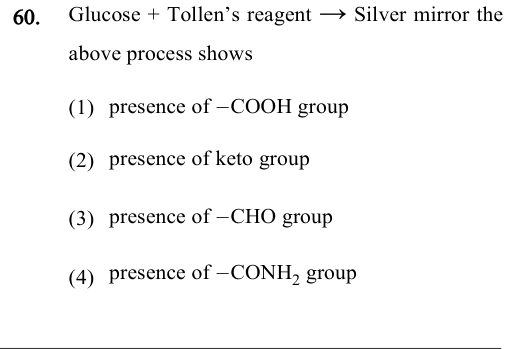 60. Glucose + Tollen’s reagent ⟶ Silver mirror the
above process shows
(1) presence of –COOH group
(2) presence of keto group
(3) presence of –CHO group
(4) presence of –CONH₂ group